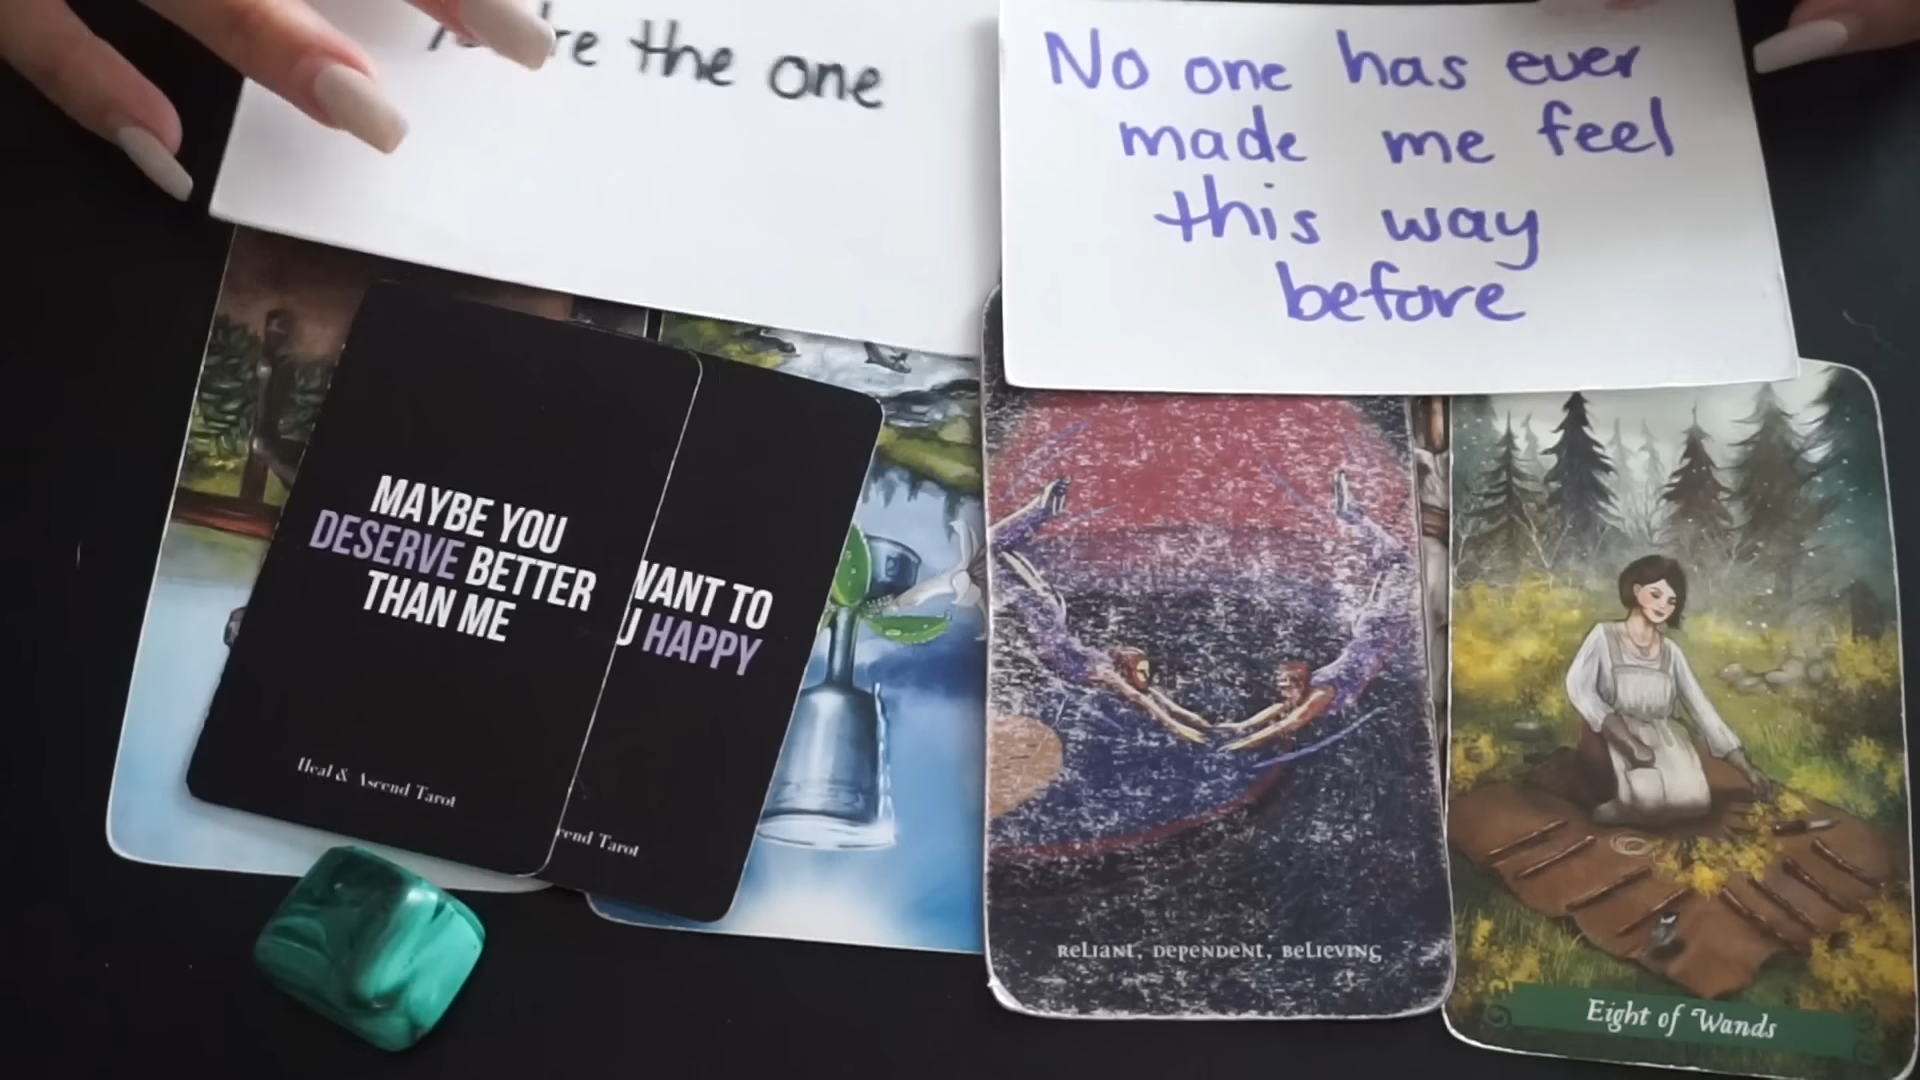 the one
No one has ever
made me feel
this way
before
MAYBE YOU
DESERVE BETTER
THAN ME
Heal & Ascend Tarot
WANT TO
HAPPY
Tarot
RELIANT, DEPENDENT, BELIEVING
Eight of Wands